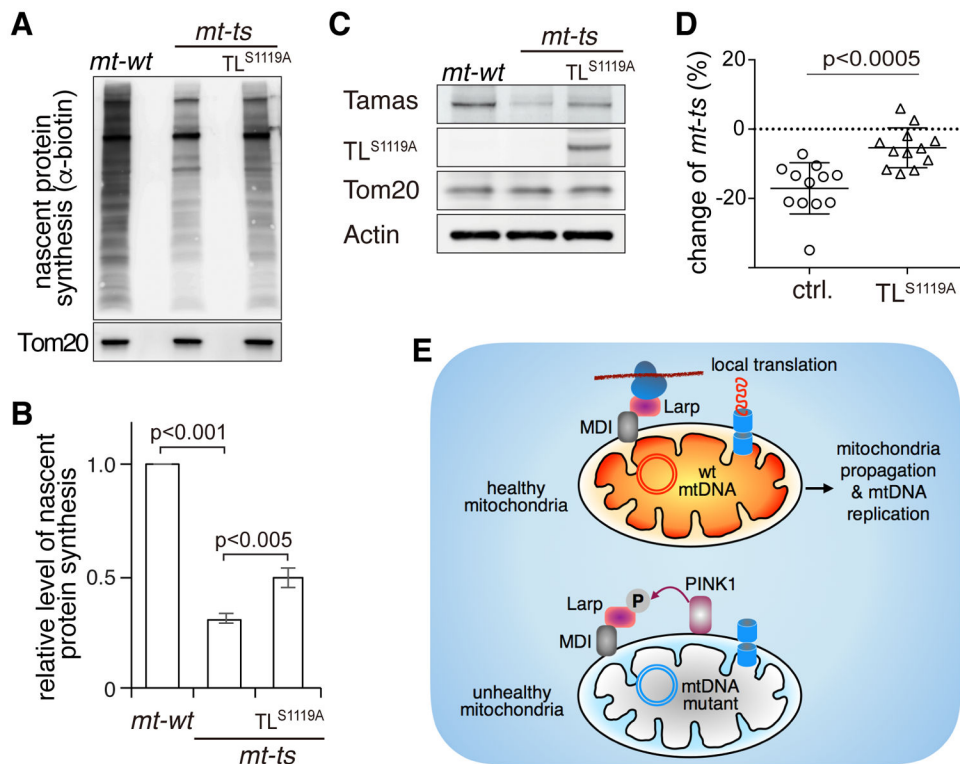 A
mt-ts
mt-wt
TL^S1119A
nascent protein
synthesis (α-biotin)
Tom20
B
p<0.001
p<0.005
1.0
0.5
0
relative level of nascent
protein synthesis
mt-wt
TL^S1119A
mt-ts
C
mt-ts
mt-wt
TL^S1119A
Tamas
TL^S1119A
Tom20
Actin
D
p<0.0005
20
0
-20
change of mt-ts (%)
ctrl.
TL^S1119A
E
local translation
Larp
MDI
wt
mtDNA
healthy
mitochondria
mitochondria
propagation
& mtDNA
replication
PINK1
P
Larp
MDI
mtDNA
mutant
unhealthy
mitochondria